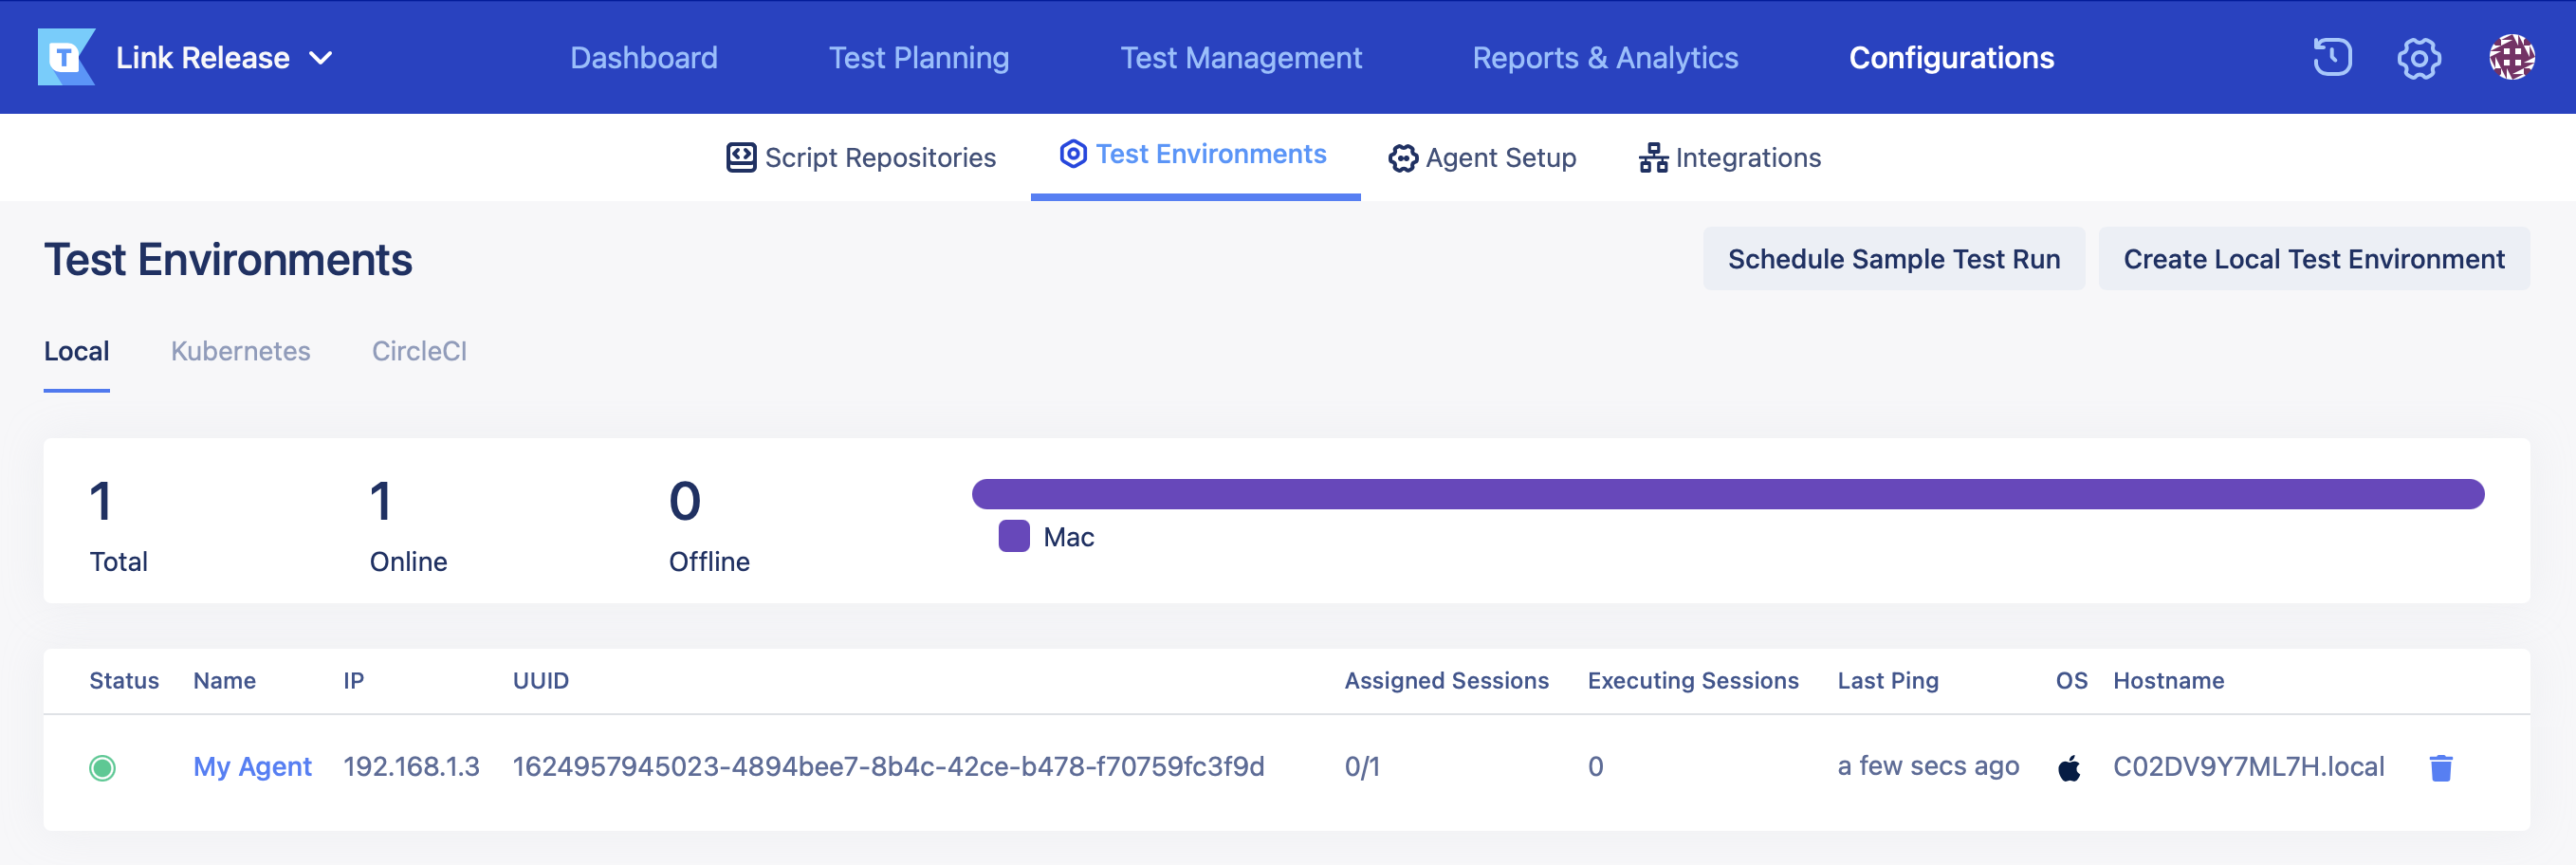 T Link Release
Dashboard
Test Planning
Test Management
Reports & Analytics
Configurations
Script Repositories
Test Environments
Agent Setup
Integrations
Test Environments
Schedule Sample Test Run
Create Local Test Environment
Local
Kubernetes
CircleCI
1
Total
1
Online
0
Offline
Mac
Status Name IP UUID Assigned Sessions Executing Sessions Last Ping OS Hostname
My Agent 192.168.1.3 1624957945023-4894bee7-8b4c-42ce-b478-f70759fc3f9d 0/1 0 a few secs ago C02DV9Y7ML7H.local